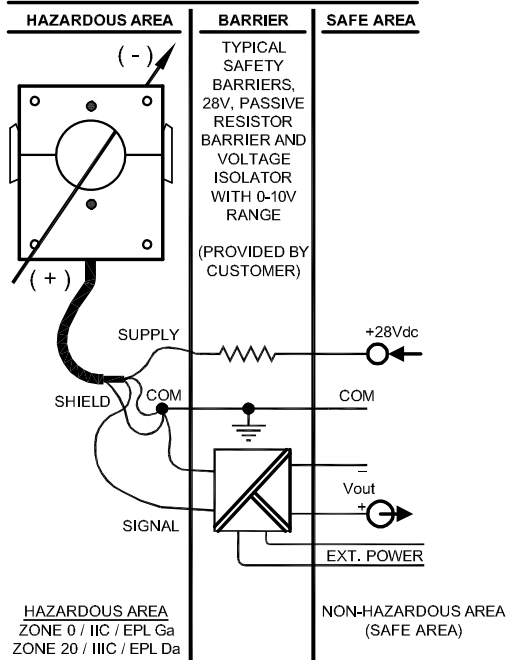 HAZARDOUS AREA
BARRIER
SAFE AREA
( - )
TYPICAL
SAFETY
BARRIERS,
28V, PASSIVE
RESISTOR
BARRIER AND
VOLTAGE
ISOLATOR
WITH 0-10V
RANGE
(PROVIDED BY
CUSTOMER)
( + )
SUPPLY
+28Vdc
SHIELD
COM
COM
–
Vout
+
SIGNAL
EXT. POWER
HAZARDOUS AREA
ZONE 0 / IIC / EPL Ga
ZONE 20 / IIIC / EPL Da
NON-HAZARDOUS AREA
(SAFE AREA)